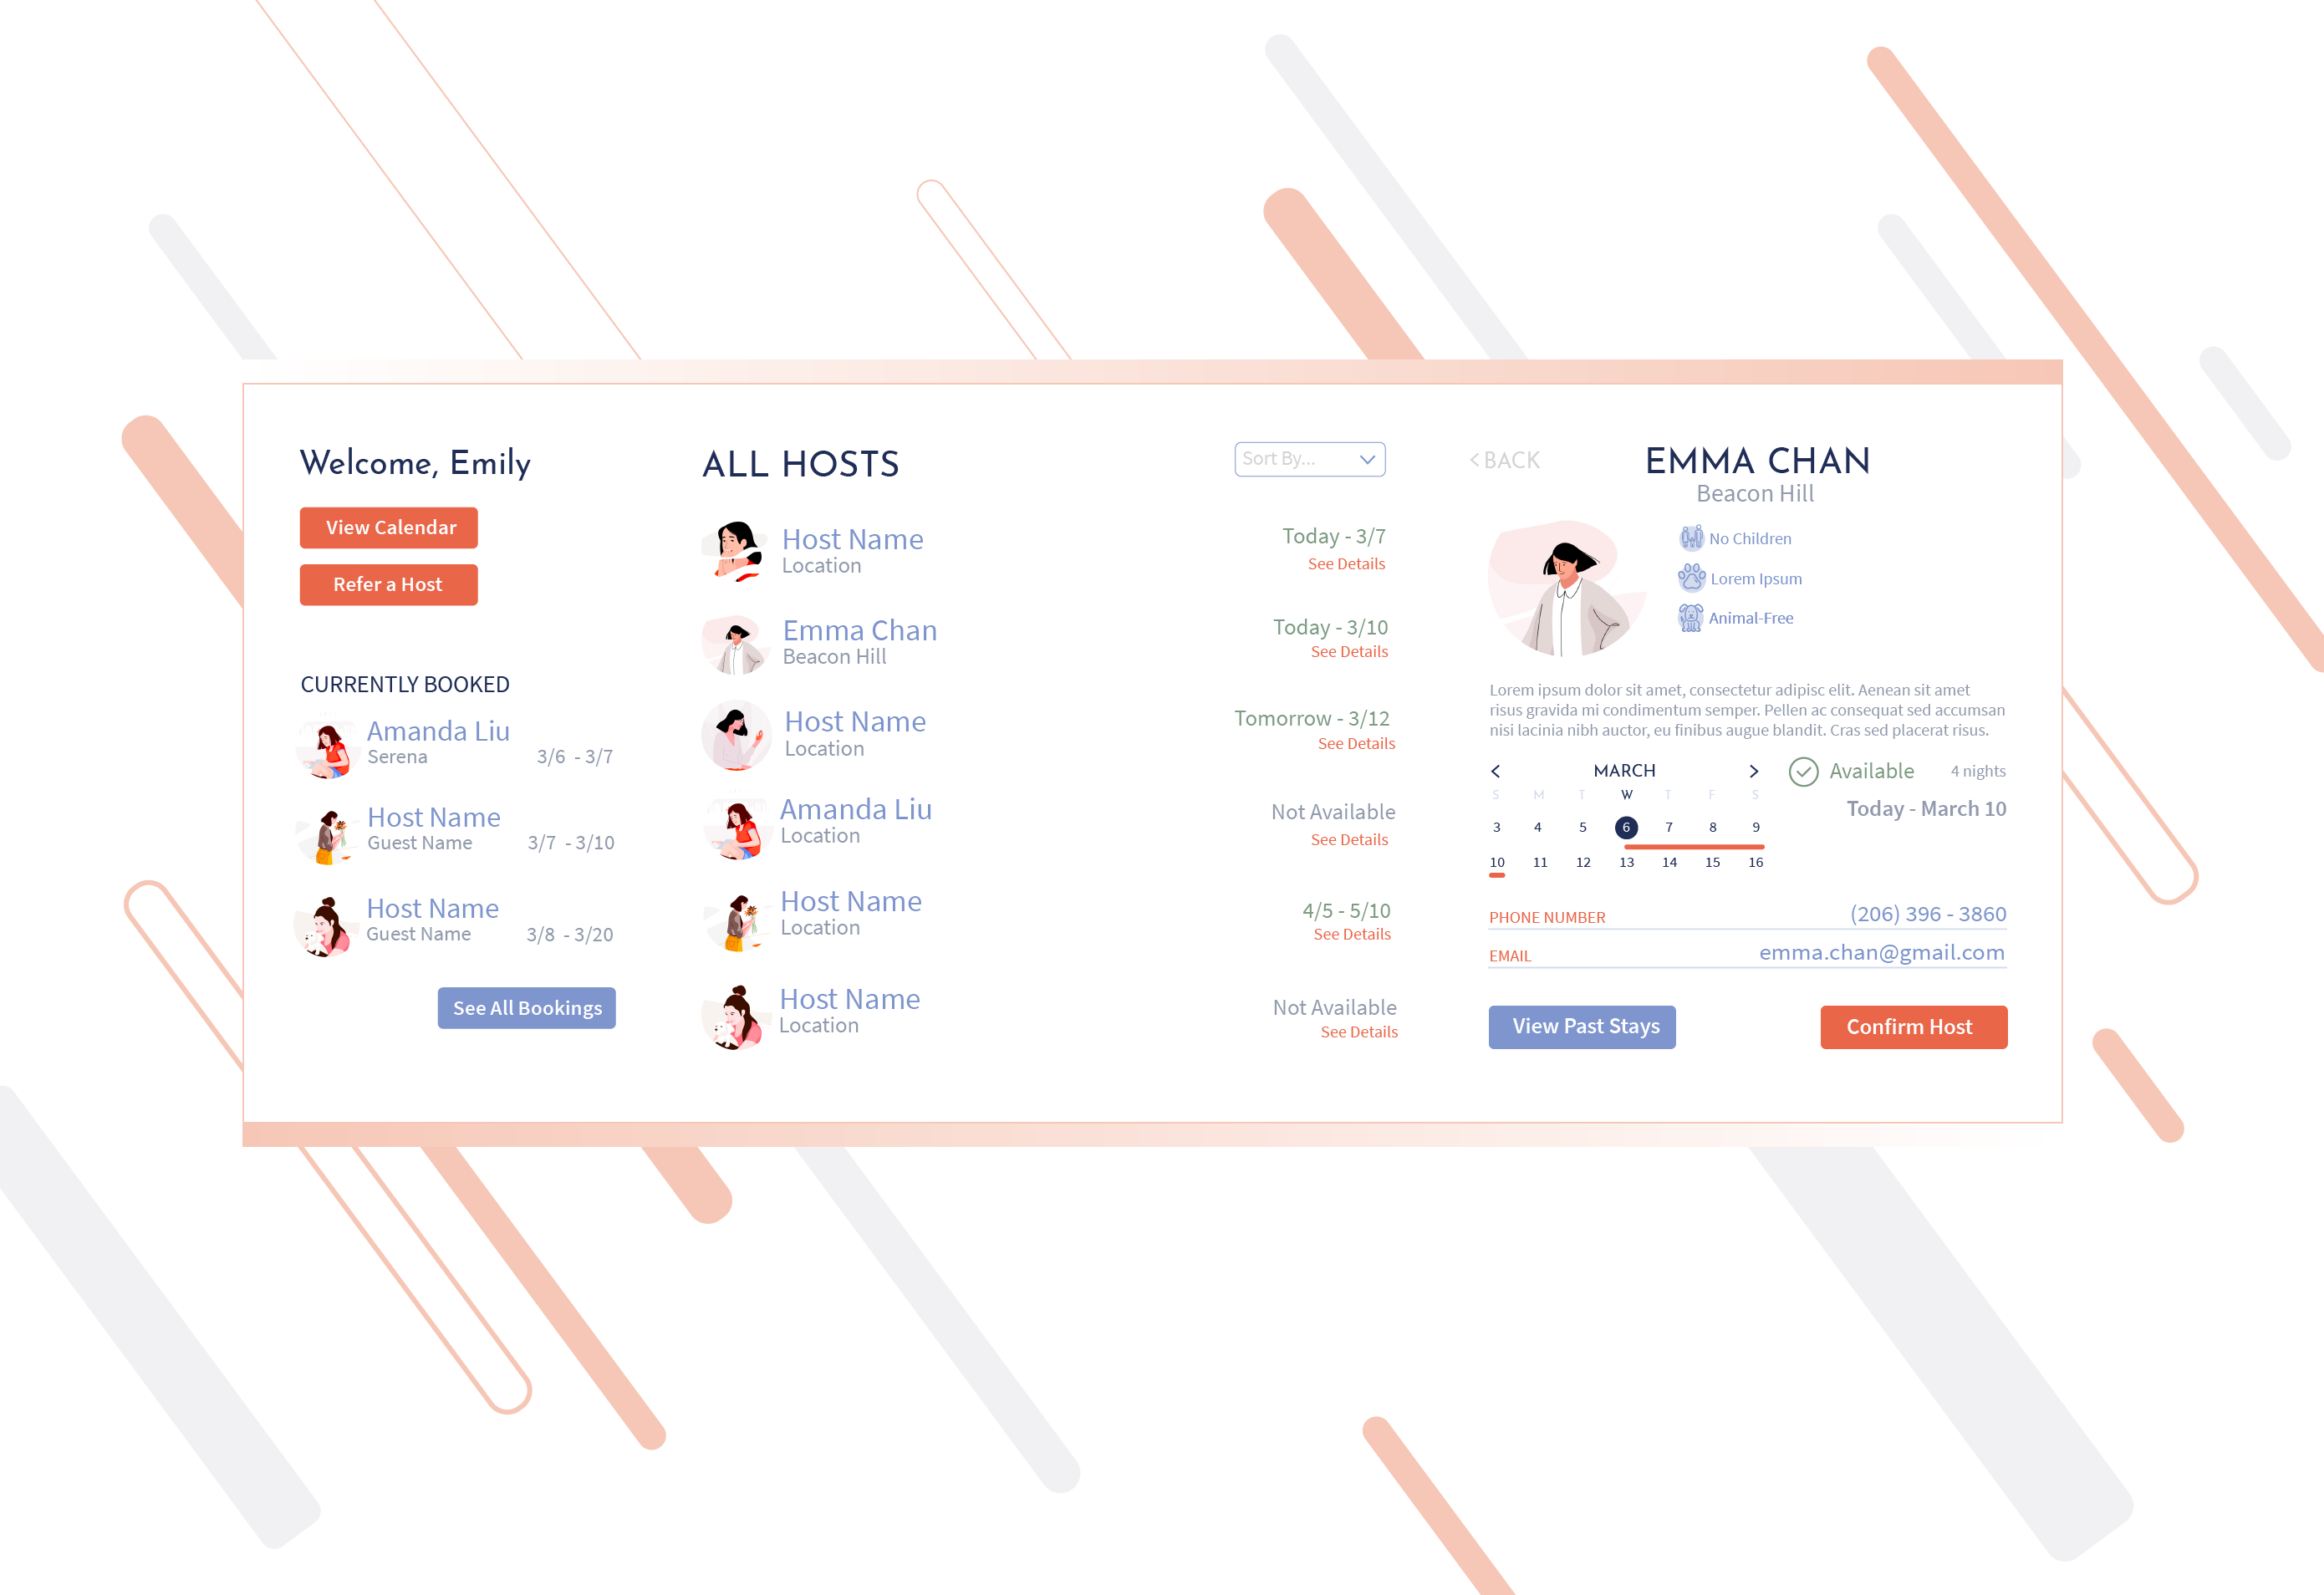 Welcome, Emily
View Calendar
Refer a Host
CURRENTLY BOOKED
Amanda Liu
Serena 3/6 - 3/7
Host Name
Guest Name 3/7 - 3/10
Host Name
Guest Name 3/8 - 3/20
See All Bookings
ALL HOSTS
Sort By...
Host Name
Location
Today - 3/7
See Details
Emma Chan
Beacon Hill
Today - 3/10
See Details
Host Name
Location
Tomorrow - 3/12
See Details
Amanda Liu
Location
Not Available
See Details
Host Name
Location
4/5 - 5/10
See Details
Host Name
Location
Not Available
See Details
< BACK
EMMA CHAN
Beacon Hill
No Children
Lorem Ipsum
Animal-Free
Lorem ipsum dolor sit amet, consectetur adipisc elit. Aenean sit amet
risus gravida mi condimentum semper. Pellen ac consequat sed accumsan
nisi lacinia nibh auctor, eu finibus augue blandit. Cras sed placerat risus.
< MARCH >
S M T W T F S
3 4 5 6 7 8 9
10 11 12 13 14 15 16
Available 4 nights
Today - March 10
PHONE NUMBER (206) 396 - 3860
EMAIL emma.chan@gmail.com
View Past Stays
Confirm Host